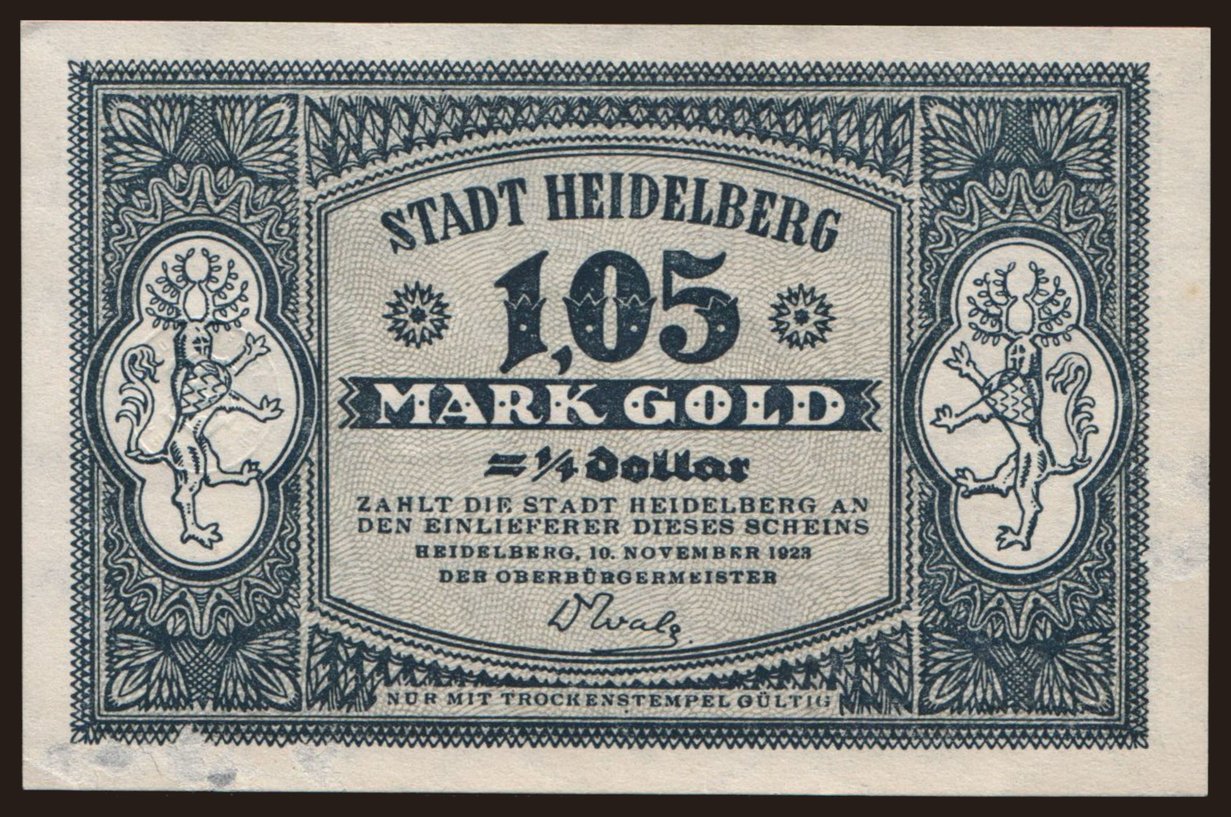 STADT HEIDELBERG
1,05
MARK GOLD
= 1/4 Dollar
ZAHLT DIE STADT HEIDELBERG AN
DEN EINLIEFERER DIESES SCHEINS
HEIDELBERG, 10. NOVEMBER 1923
DER OBERBÜRGERMEISTER
NUR MIT TROCKENSTEMPEL GÜLTIG